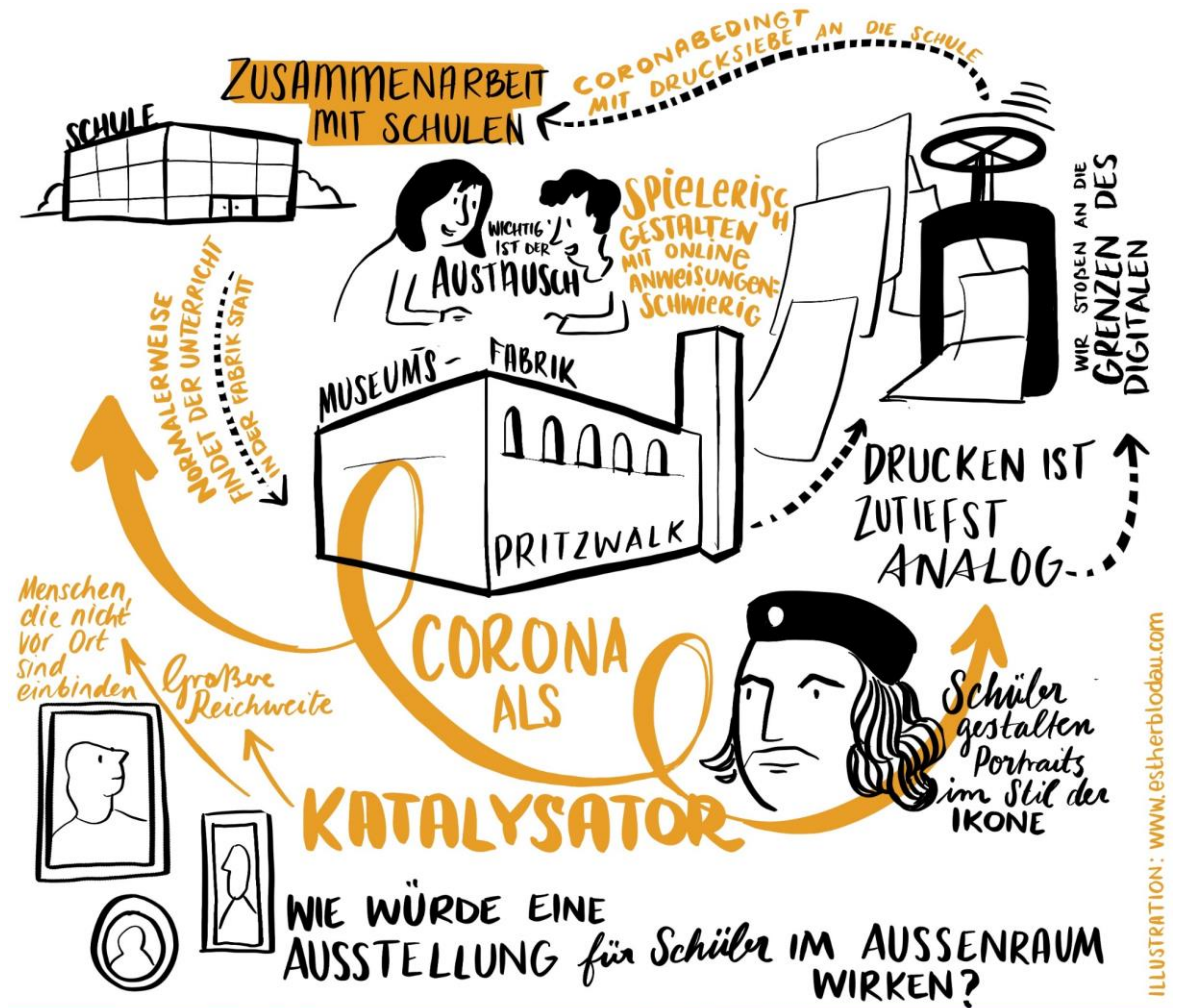 ZUSAMMENARBEIT
MIT SCHULEN
CORONABEDINGT
MIT DRUCKSIEBE AN DIE SCHULE
SCHULE
NORMALERWEISE
FINDET DER UNTERRICHT
IN DER FABRIK STATT
WICHTIG
IST DER
AUSTAUSCH
SPIELERISCH
GESTALTEN
MIT ONLINE
ANWEISUNGEN=
SCHWIERIG
WIR STOßEN AN DIE
GRENZEN DES
DIGITALEN
MUSEUMS-FABRIK
PRITZWALK
DRUCKEN IST
ZUTIEFST
ANALOG
Menschen,
die nicht
vor Ort
sind
einbinden
Größere
Reichweite
CORONA
ALS
KATALYSATOR
Schüler
gestalten
Portraits
im Stil der
IKONE
WIE WÜRDE EINE
AUSSTELLUNG für Schüler IM AUSSENRAUM
WIRKEN?
ILLUSTRATION: www.estherblodau.com